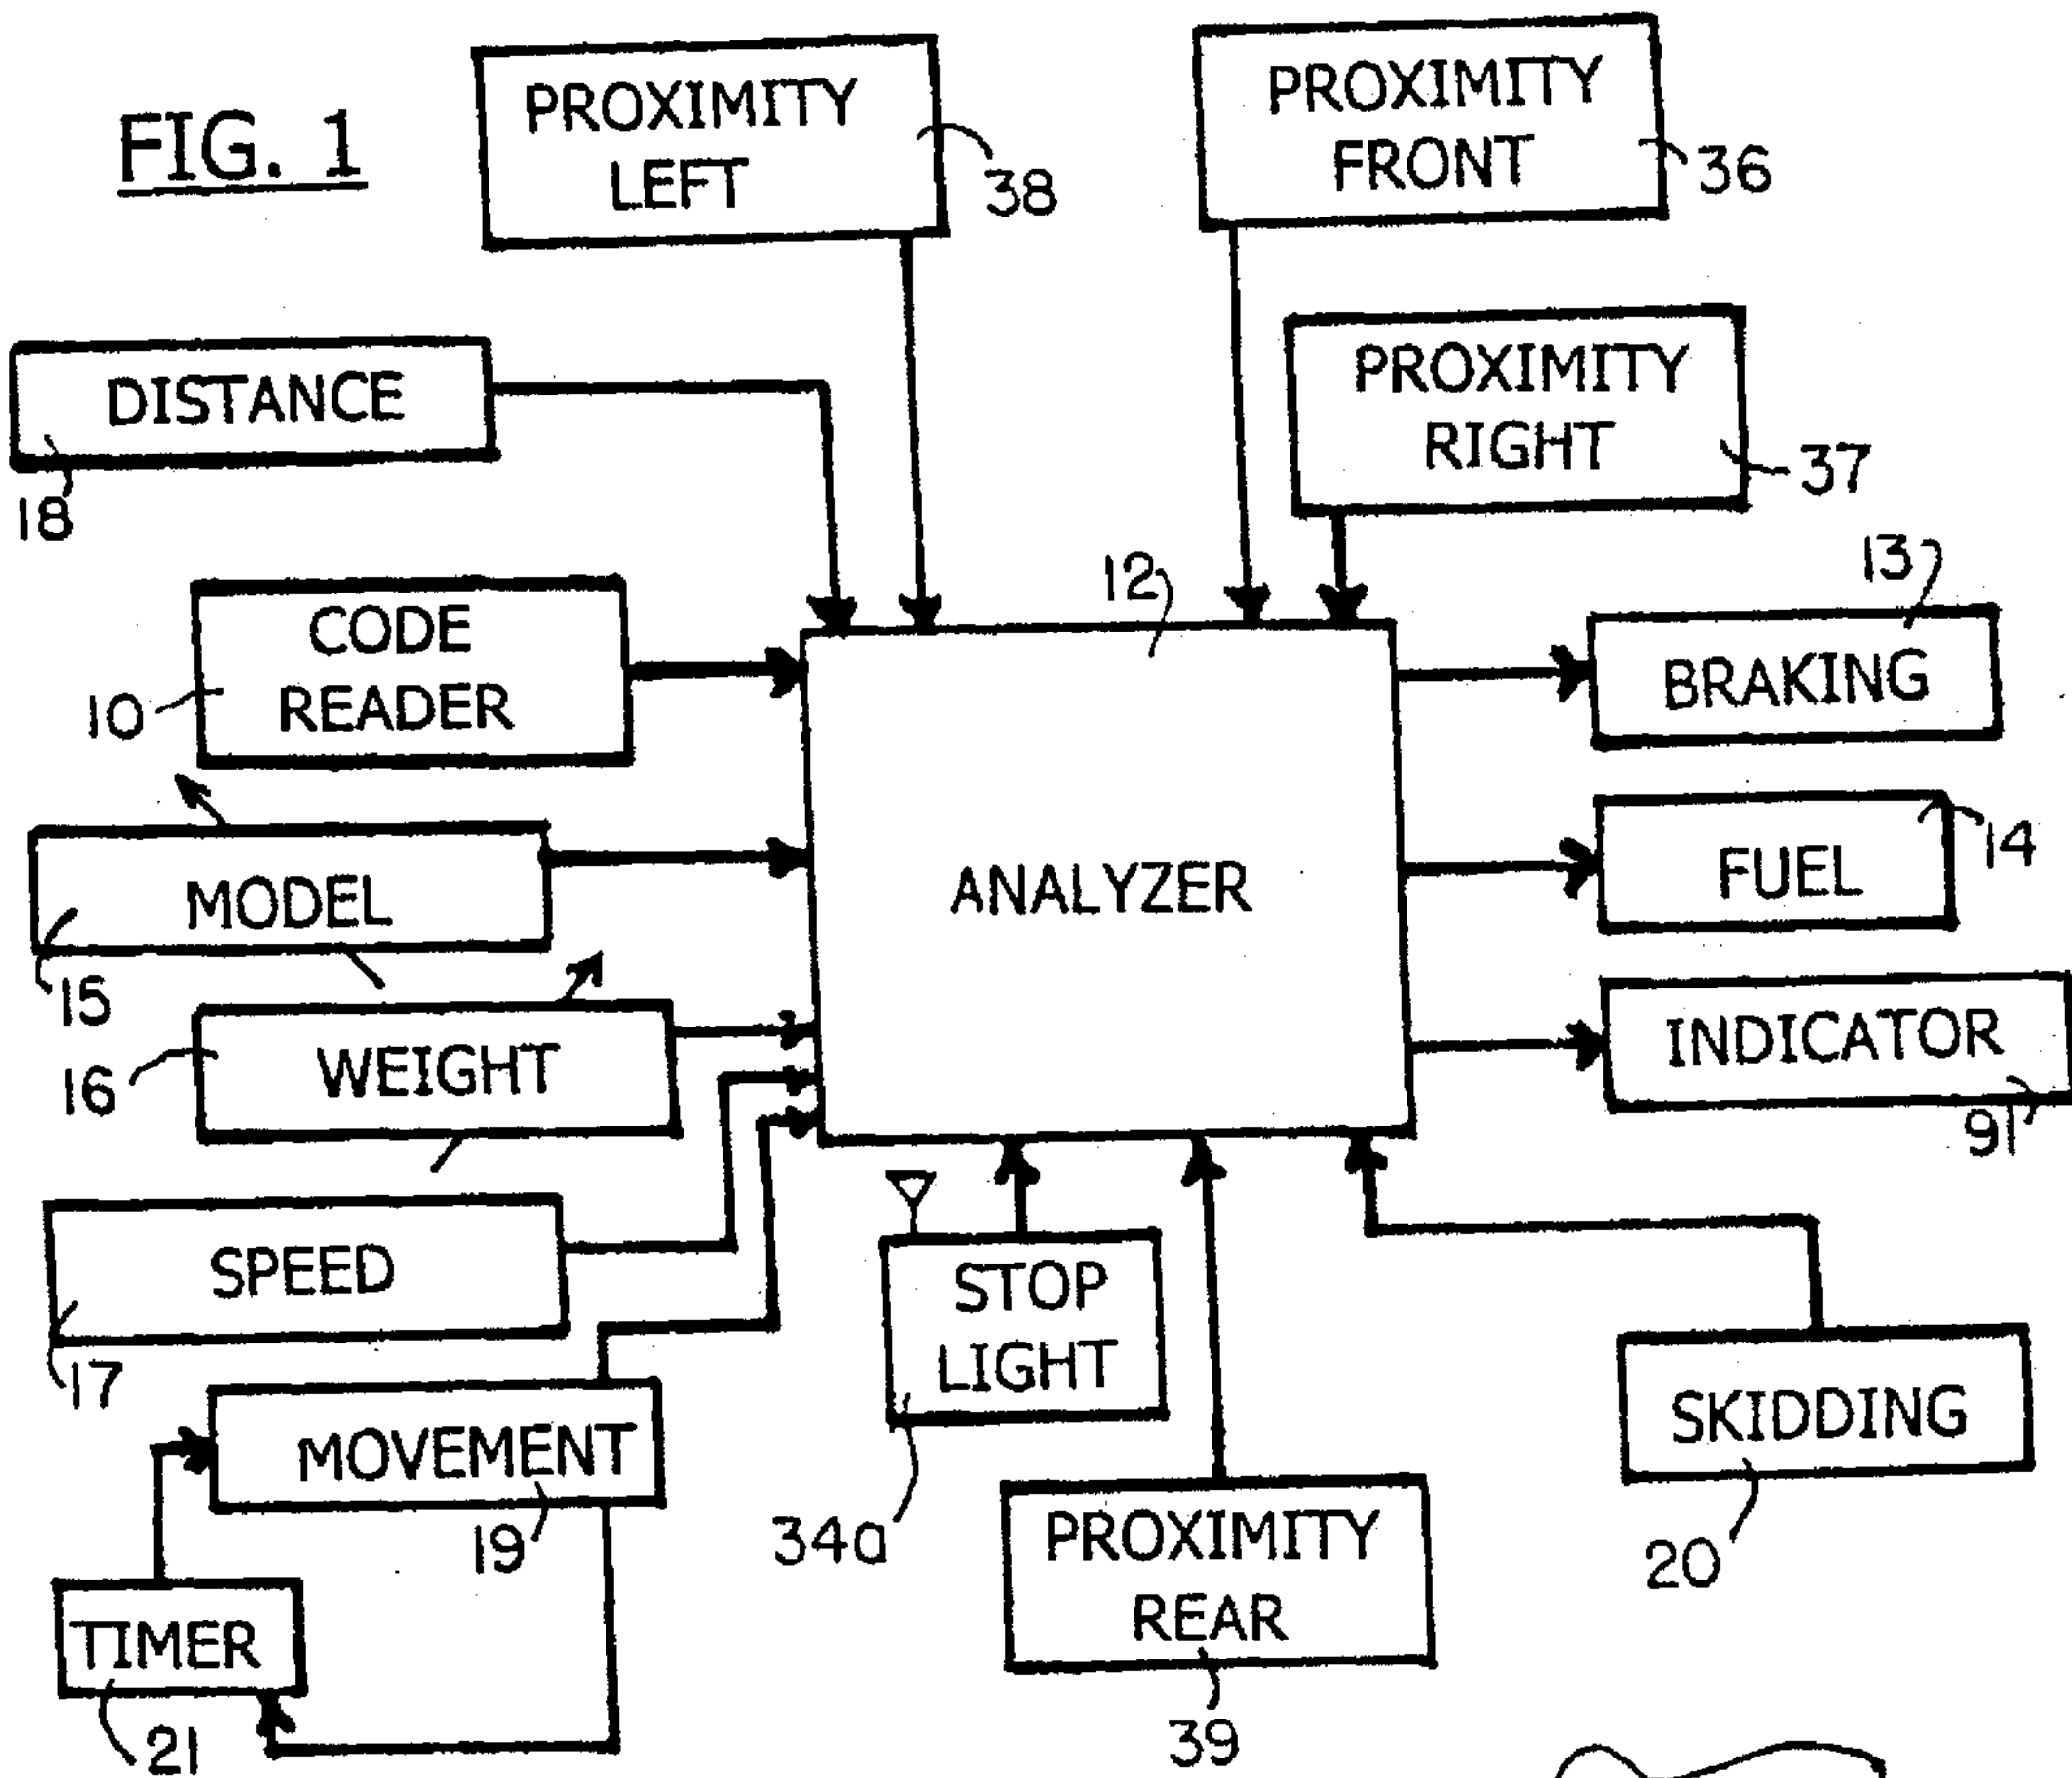 FIG. 1
PROXIMITY
LEFT
38
PROXIMITY
FRONT
36
DISTANCE
18
PROXIMITY
RIGHT
37
CODE
READER
10
12
ANALYZER
13
BRAKING
MODEL
15
FUEL
14
WEIGHT
16
INDICATOR
91
SPEED
17
STOP
LIGHT
34a
SKIDDING
20
MOVEMENT
19
PROXIMITY
REAR
39
TIMER
21